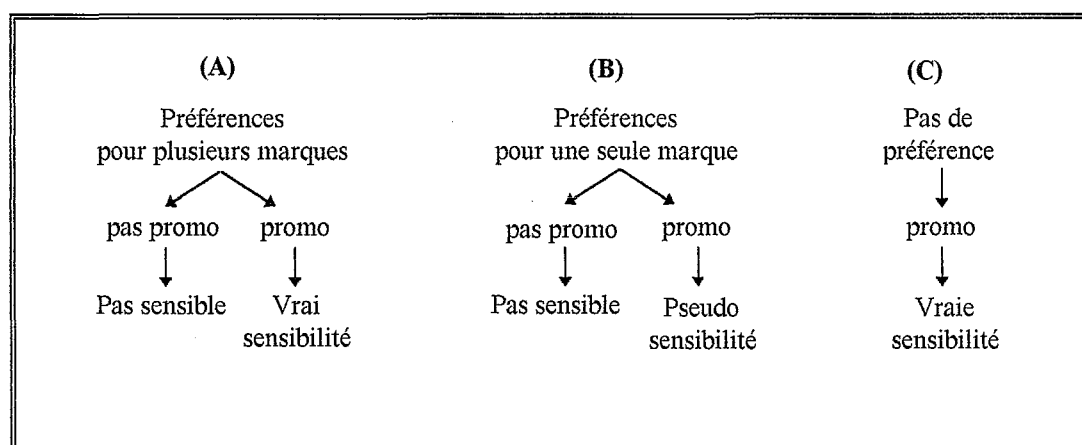 (A) (B) (C)
Préférences Préférences Pas de
pour plusieurs marques pour une seule marque préférence
pas promo promo pas promo promo promo
Pas sensible Vrai Pas sensible Pseudo Vraie
sensibilité sensibilité sensibilité